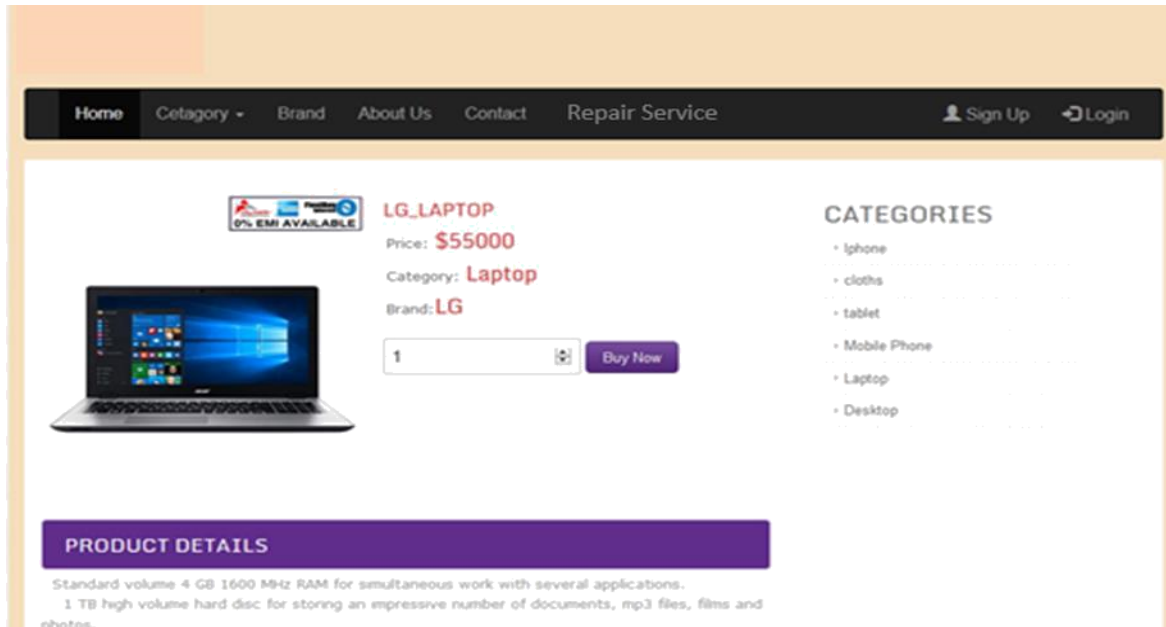 Home Cetagory Brand About Us Contact Repair Service Sign Up Login
0% EMI AVAILABLE
LG_LAPTOP
Price: $55000
Category: Laptop
Brand:LG
1
Buy Now
CATEGORIES
Iphone
cloths
tablet
Mobile Phone
Laptop
Desktop
PRODUCT DETAILS
Standard volume 4 GB 1600 MHz RAM for simultaneous work with several applications.
1 TB high volume hard disc for storing an impressive number of documents, mp3 files, films and
photos.